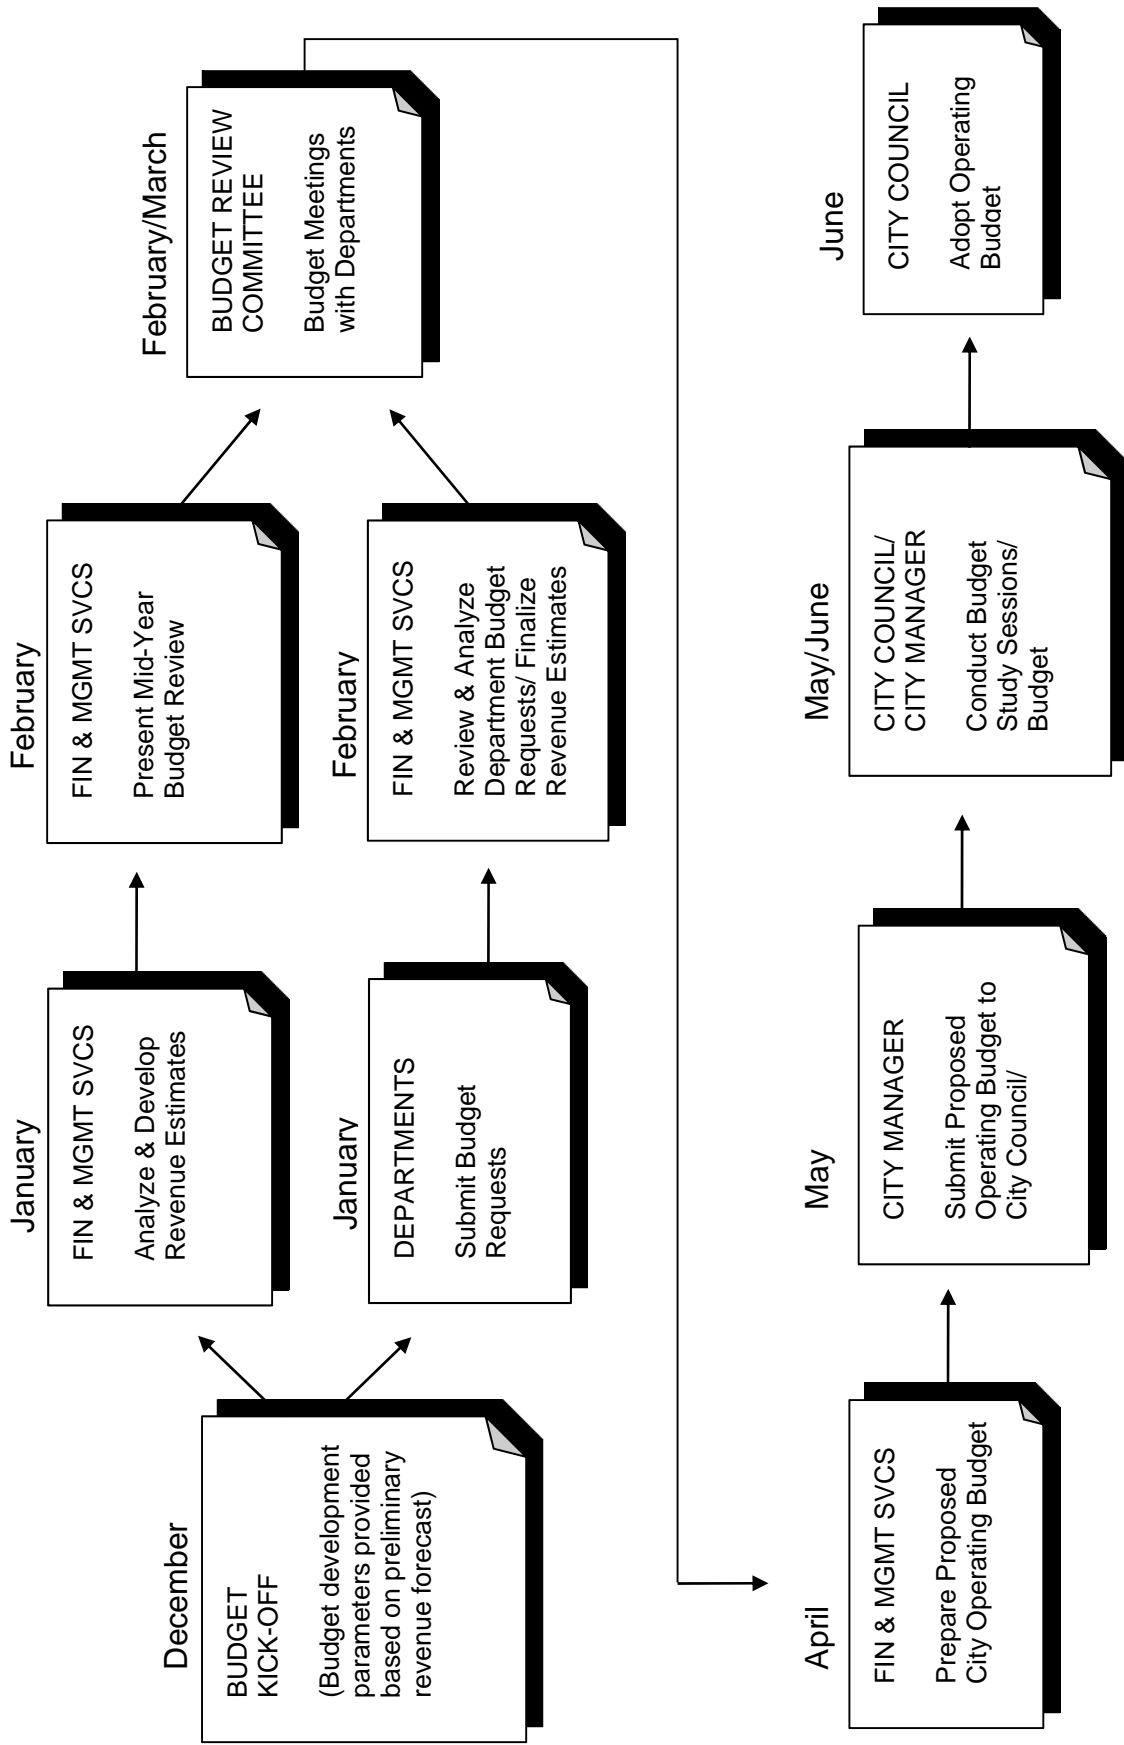 December
BUDGET
KICK-OFF
(Budget development
parameters provided
based on preliminary
revenue forecast)
January
FIN & MGMT SVCS
Analyze & Develop
Revenue Estimates
January
DEPARTMENTS
Submit Budget
Requests
February
FIN & MGMT SVCS
Present Mid-Year
Budget Review
February
FIN & MGMT SVCS
Review & Analyze
Department Budget
Requests/ Finalize
Revenue Estimates
February/March
BUDGET REVIEW
COMMITTEE
Budget Meetings
with Departments
April
FIN & MGMT SVCS
Prepare Proposed
City Operating Budget
May
CITY MANAGER
Submit Proposed
Operating Budget to
City Council/
May/June
CITY COUNCIL/
CITY MANAGER
Conduct Budget
Study Sessions/
Budget
June
CITY COUNCIL
Adopt Operating
Budget